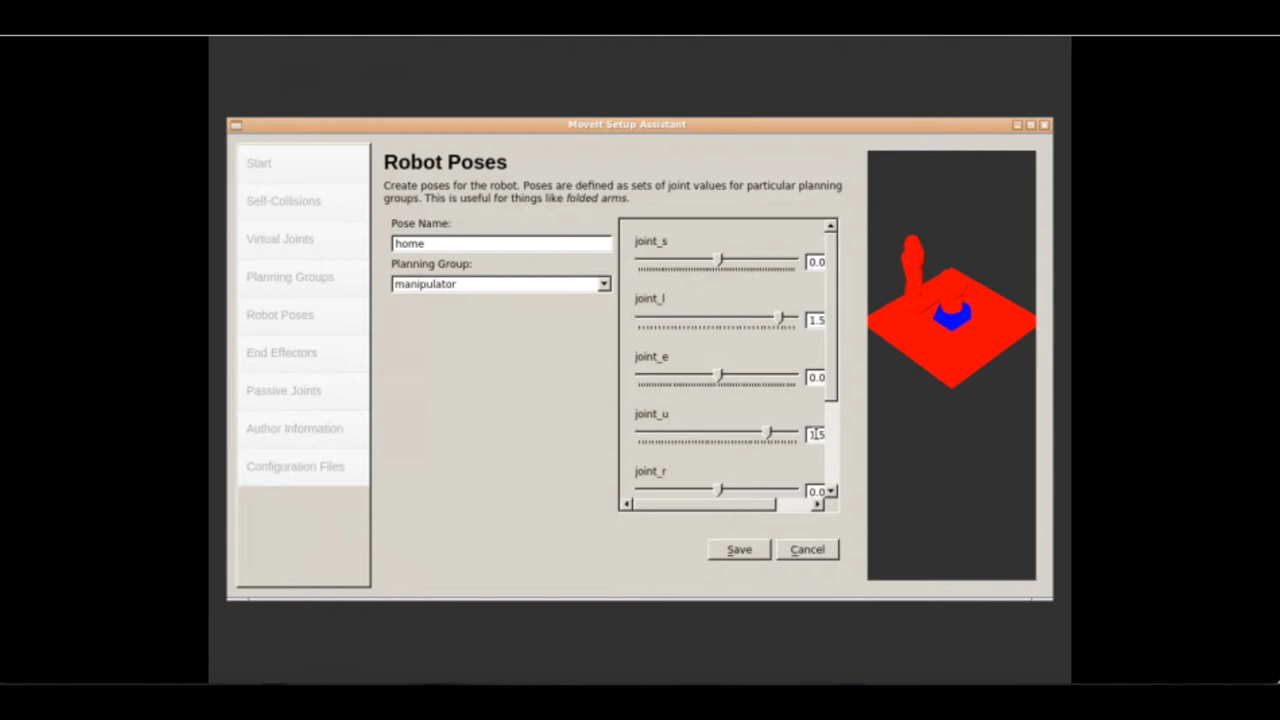 MoveIt Setup Assistant
Start
Self-Collisions
Virtual Joints
Planning Groups
Robot Poses
End Effectors
Passive Joints
Author Information
Configuration Files
Robot Poses
Create poses for the robot. Poses are defined as sets of joint values for particular planning
groups. This is useful for things like folded arms.
Pose Name:
home
Planning Group:
manipulator
joint_s
0.0
joint_l
1.5
joint_e
0.0
joint_u
1.5
joint_r
0.0
Save
Cancel